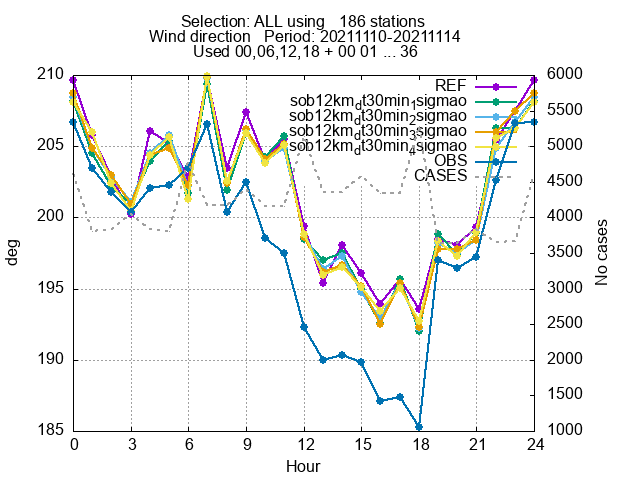 Selection: ALL using   186 stations
Wind direction   Period: 20211110-20211114
Used 00,06,12,18 + 00 01 ... 36
210 6000
REF
5500
sob12km_dt30min_1sigmao
sob12km_dt30min_2sigmao
sob12km_dt30min_3sigmao
205 5000
sob12km_dt30min_4sigmao
OBS
CASES
4500
200 4000
deg
No cases
3500
195 3000
2500
190 2000
1500
185 1000
0 3 6 9 12 15 18 21 24
Hour